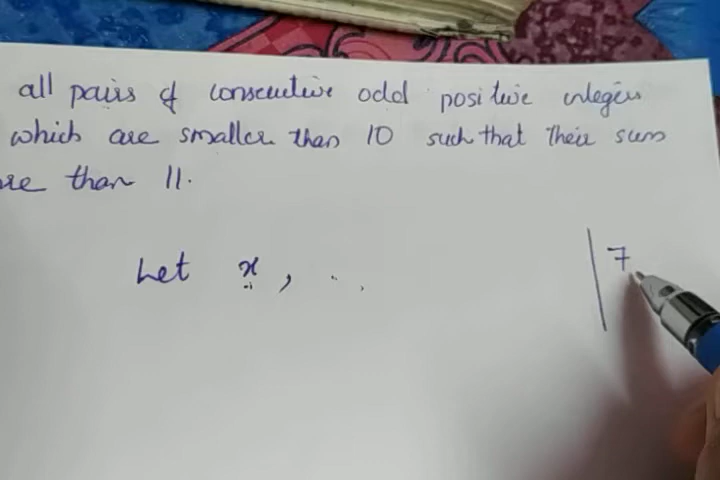 all pairs of consecutive odd positive integers
which are smaller than 10 such that their sum
re than 11.
Let x, ..
7